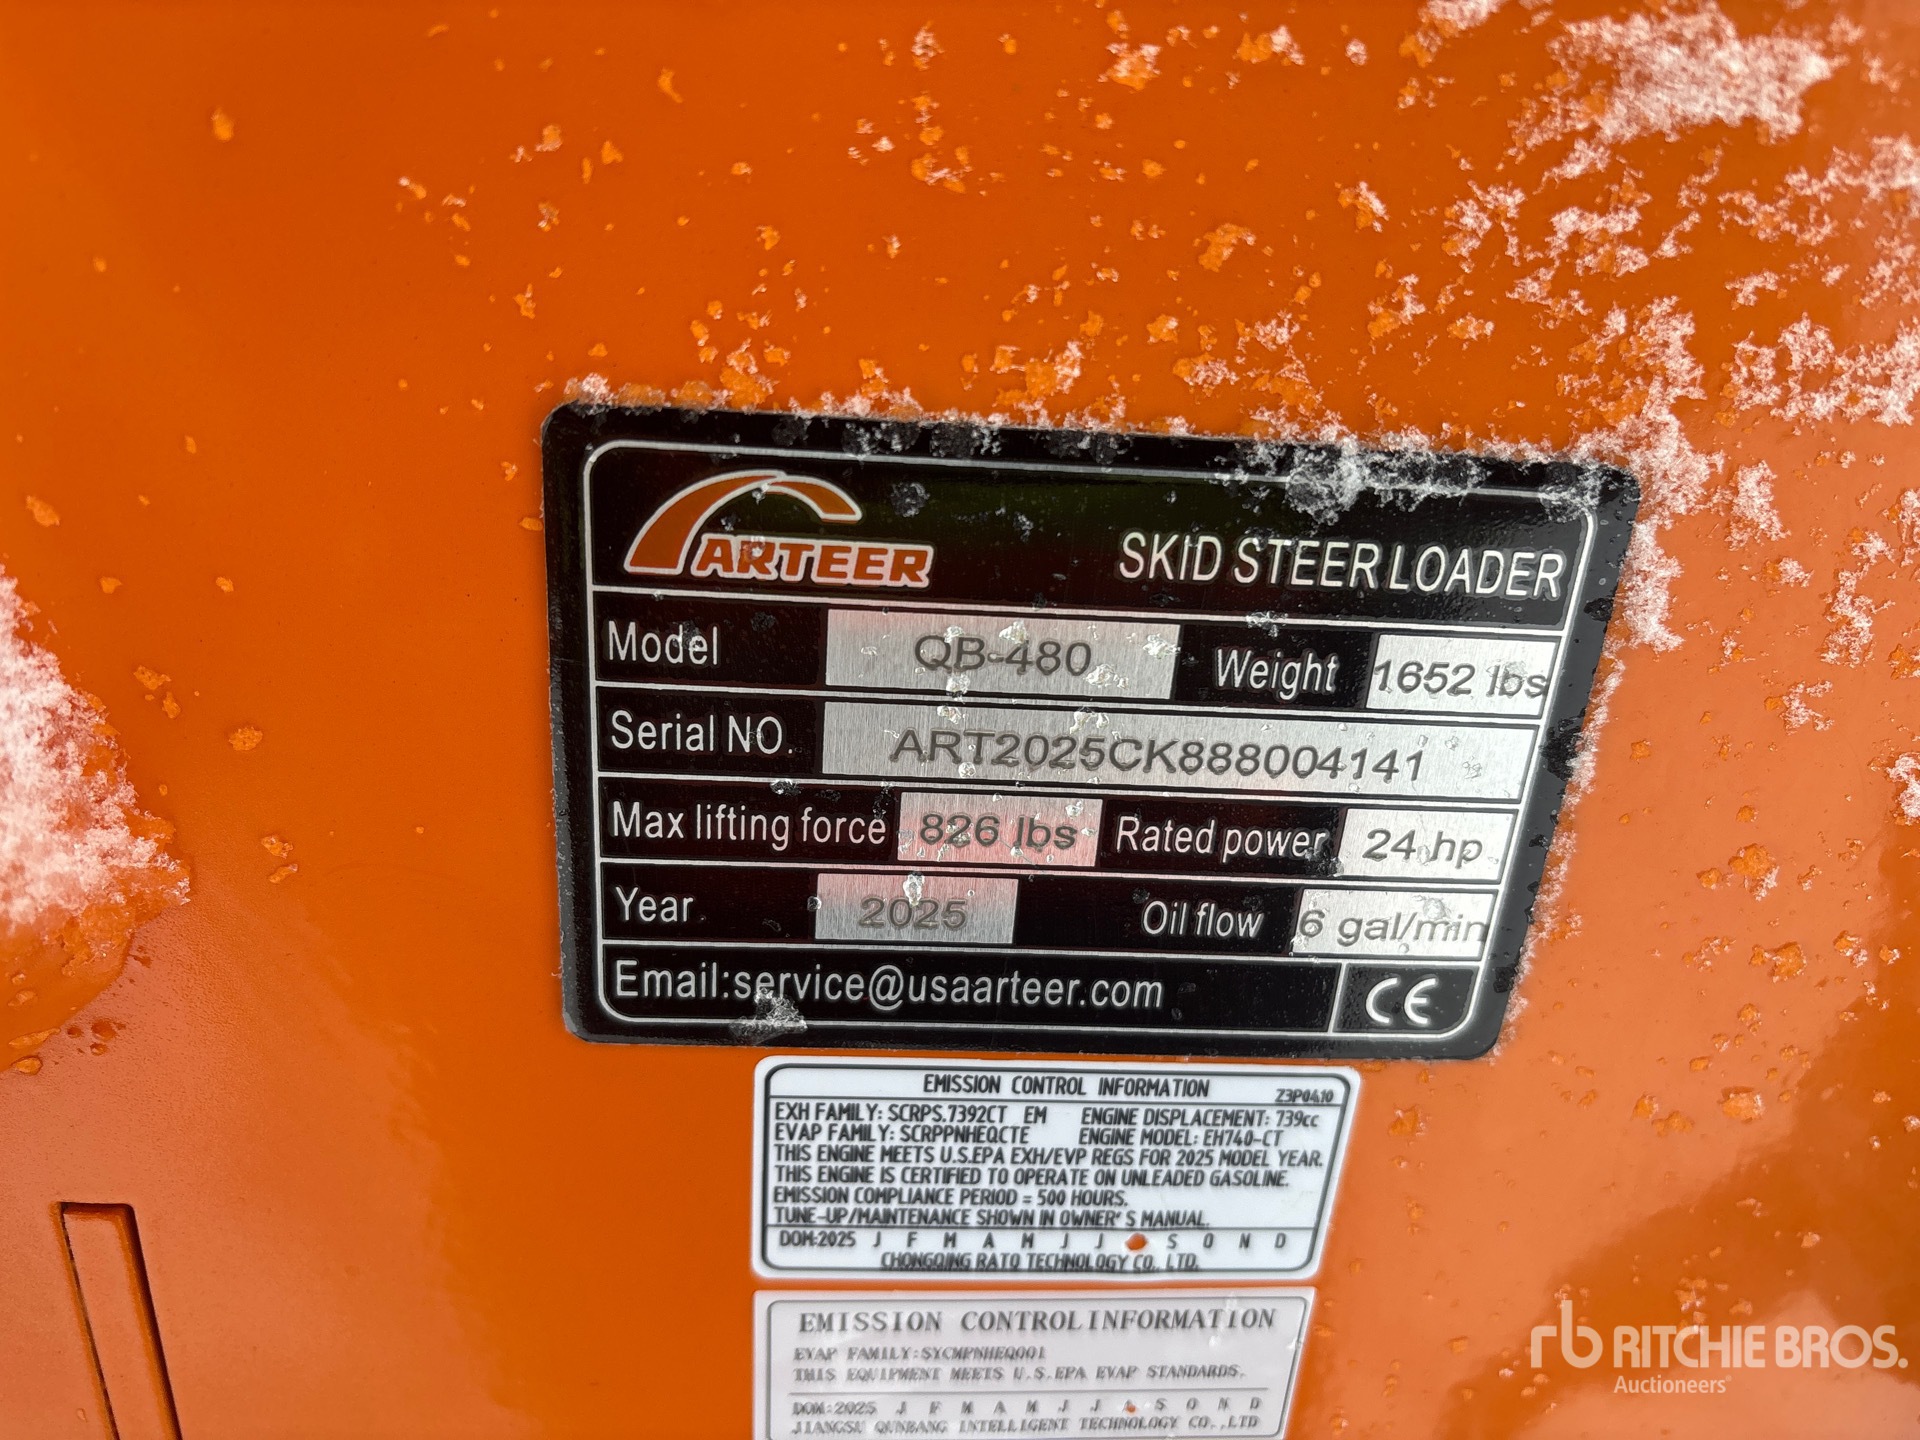 ARTEER SKID STEER LOADER
Model QB-480 Weight 1652 lbs
Serial NO. ART2025CK888004141
Max lifting force 826 lbs Rated power 24 hp
Year 2025 Oil flow 6 gal/min
Email:service@usaarteer.com CE
EMISSION CONTROL INFORMATION Z3P04.10
EXH FAMILY: SCRPS.7392CT EM ENGINE DISPLACEMENT: 739cc
EVAP FAMILY: SCRPPNHEQCTE ENGINE MODEL: EH740-CT
THIS ENGINE MEETS U.S.EPA EXH/EVP REGS FOR 2025 MODEL YEAR.
THIS ENGINE IS CERTIFIED TO OPERATE ON UNLEADED GASOLINE.
EMISSION COMPLIANCE PERIOD = 500 HOURS.
TUNE-UP/MAINTENANCE SHOWN IN OWNER'S MANUAL.
DOM:2025 J F M A M J J S O N D
CHONGQING RATO TECHNOLOGY CO., LTD.
EMISSION CONTROL INFORMATION
EVAP FAMILY:SYCMPNHEQ001
THIS EQUIPMENT MEETS U.S.EPA EVAP STANDARDS.
DOM:2025 J F M A M J J A S O N D
JIANGSU QUNBANG INTELLIGENT TECHNOLOGY CO.,LTD
rb RITCHIE BROS.
Auctioneers